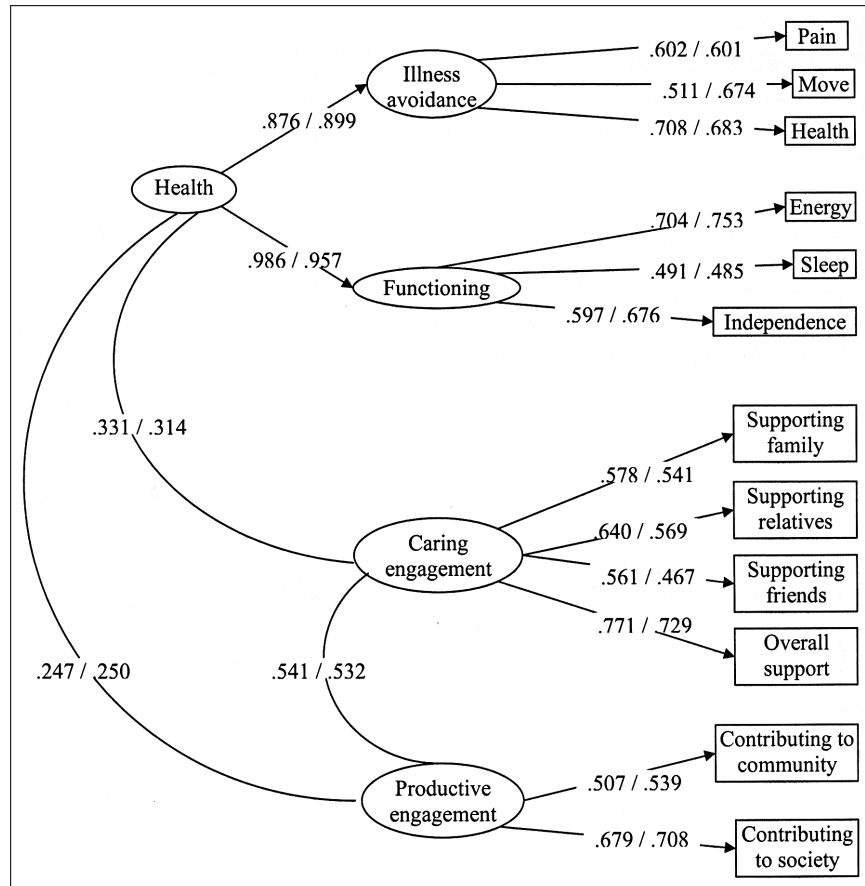 Pain
.602 / .601
Illness
avoidance
Move
.511 / .674
.876 / .899
.708 / .683
Health
Health
Energy
.704 / .753
.986 / .957
Sleep
.491 / .485
Functioning
.597 / .676
Independence
.331 / .314
Supporting
family
.578 / .541
Supporting
relatives
.640 / .569
Caring
engagement
.561 / .467
Supporting
friends
.771 / .729
Overall
support
.247 / .250
.541 / .532
Contributing to
community
Productive
engagement
.507 / .539
.679 / .708
Contributing
to society